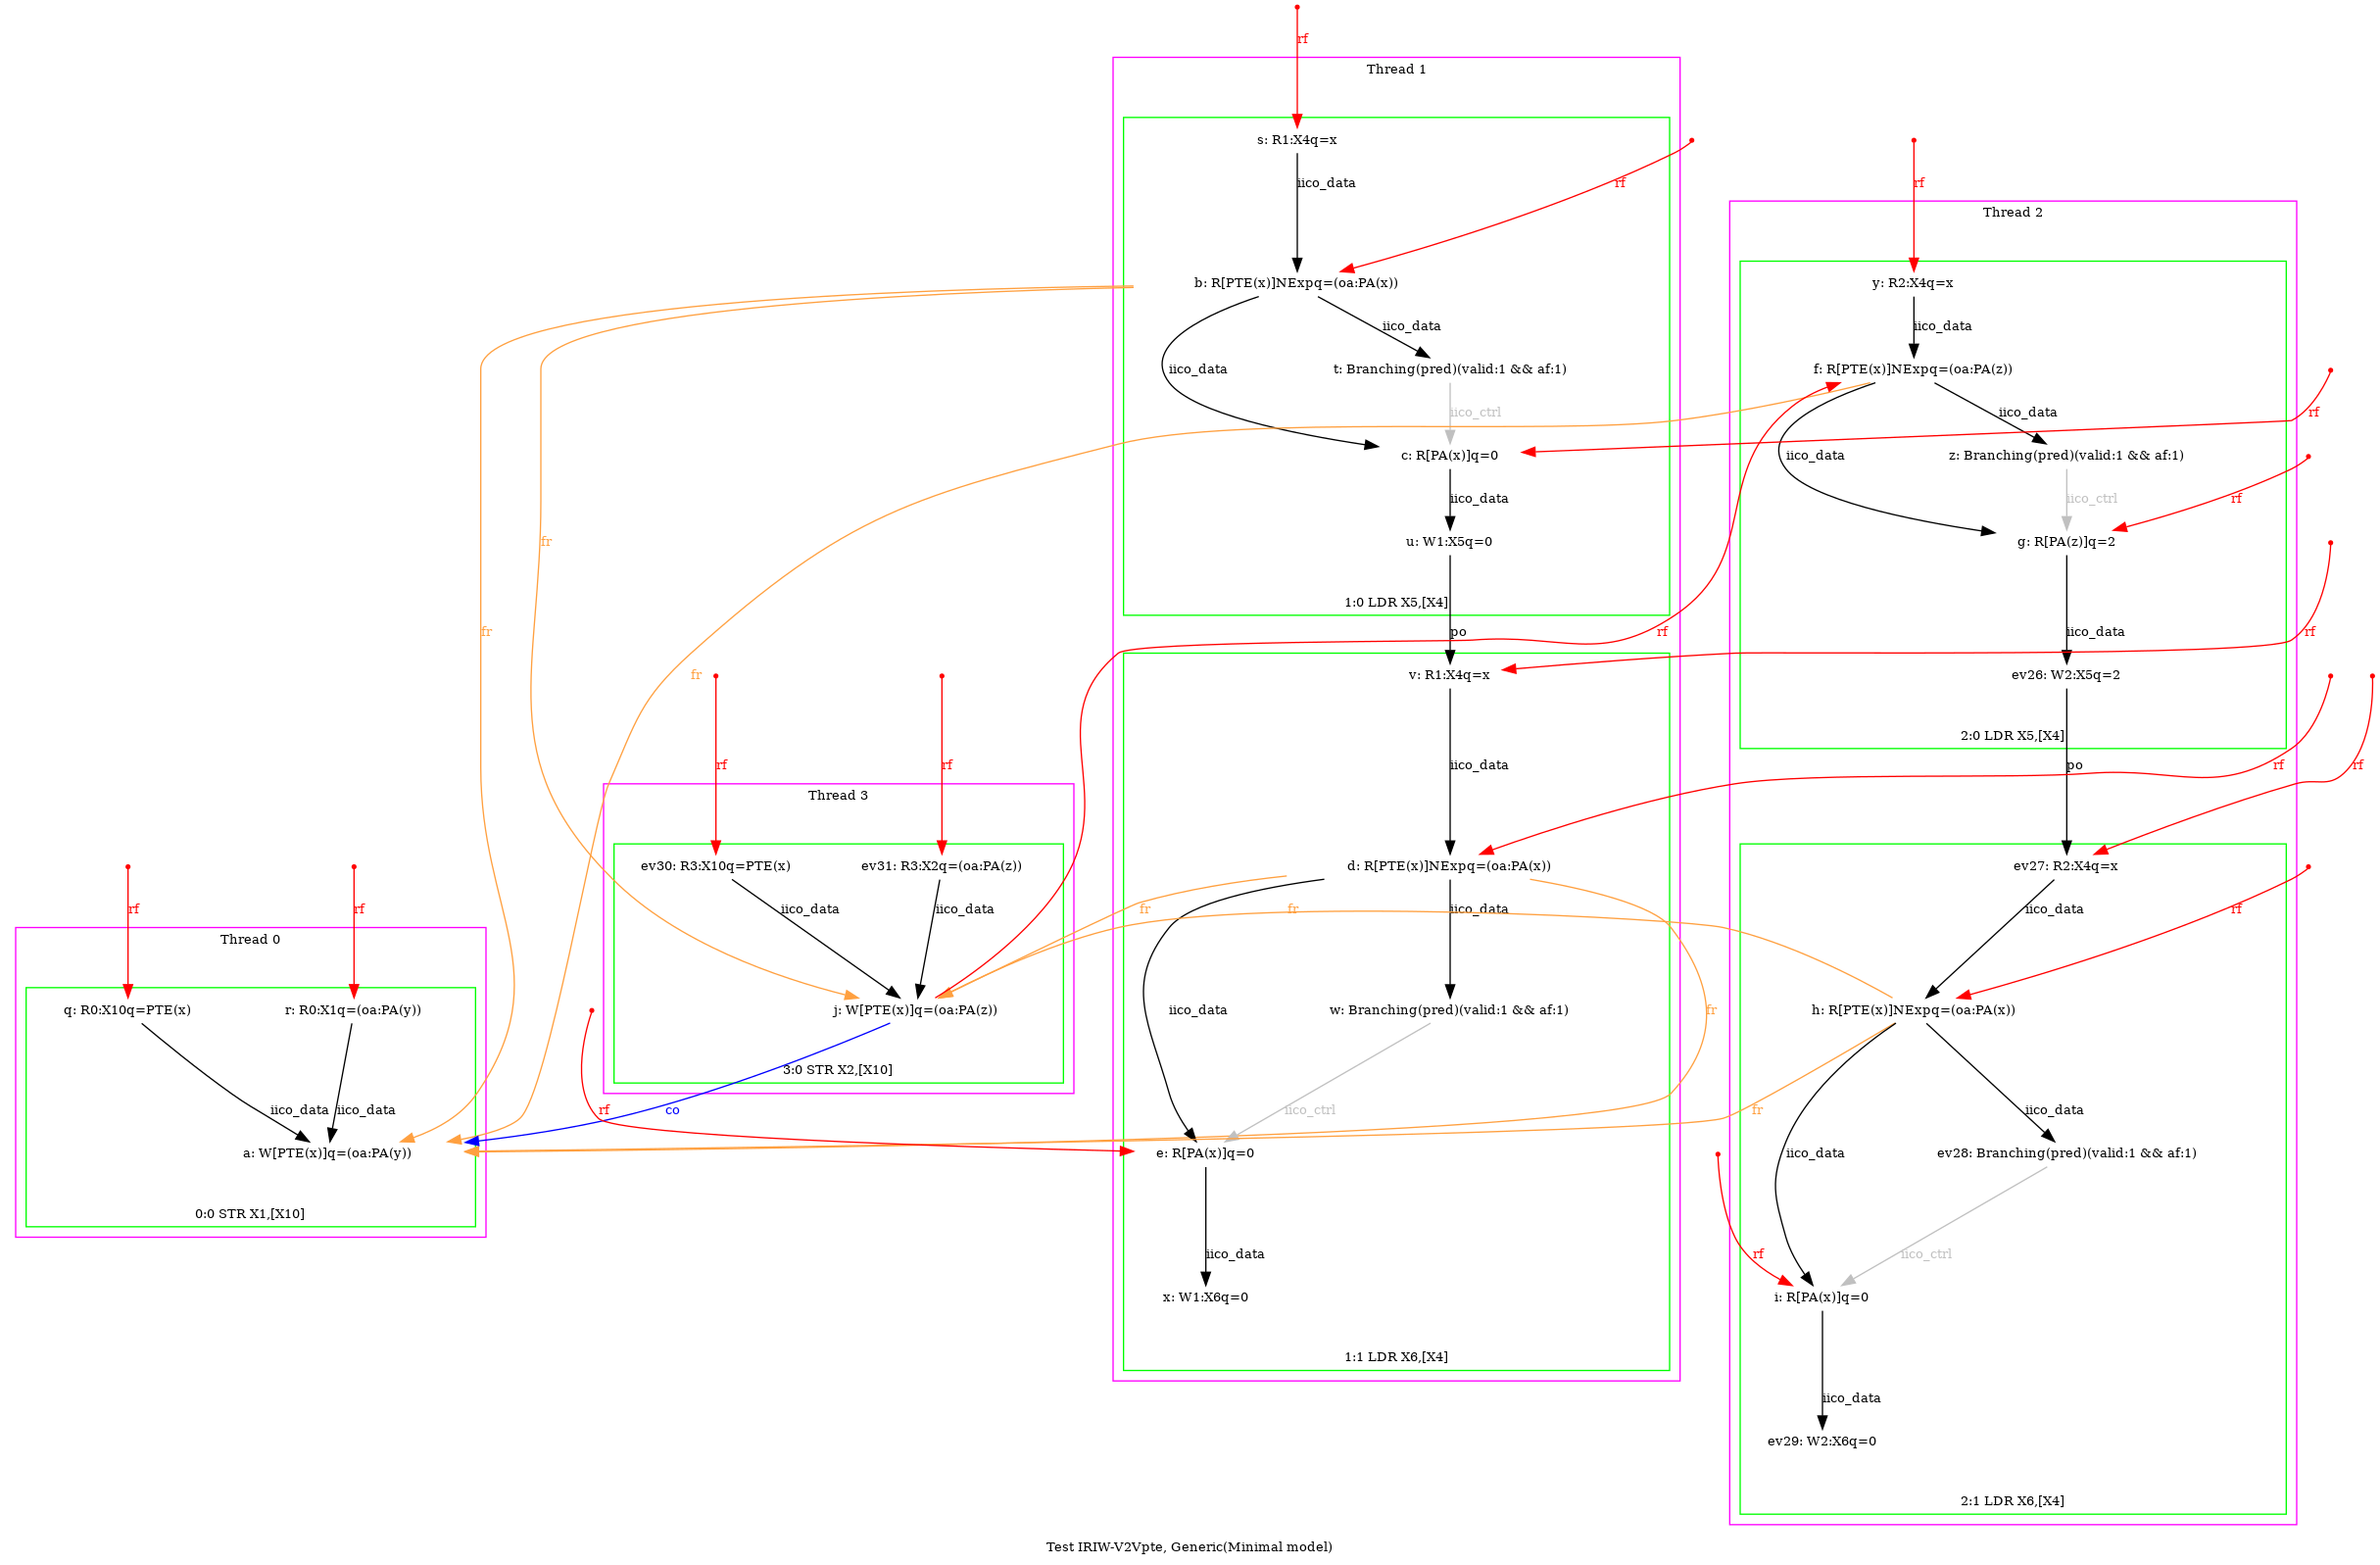 rf
Thread 1
s: R1:X4q=x
rf
iico_data
rf
b: R[PTE(x)]NExpq=(oa:PA(x))
iico_data
iico_data
t: Branching(pred)(valid:1 && af:1)
iico_ctrl
c: R[PA(x)]q=0
iico_data
u: W1:X5q=0
1:0 LDR X5,[X4]
po
v: R1:X4q=x
iico_data
d: R[PTE(x)]NExpq=(oa:PA(x))
iico_data
iico_data
w: Branching(pred)(valid:1 && af:1)
iico_ctrl
e: R[PA(x)]q=0
iico_data
x: W1:X6q=0
1:1 LDR X6,[X4]
Thread 2
y: R2:X4q=x
iico_data
f: R[PTE(x)]NExpq=(oa:PA(z))
rf
iico_data
iico_data
z: Branching(pred)(valid:1 && af:1)
iico_ctrl
rf
g: R[PA(z)]q=2
iico_data
rf
rf
ev26: W2:X5q=2
2:0 LDR X5,[X4]
po
rf
rf
ev27: R2:X4q=x
iico_data
rf
h: R[PTE(x)]NExpq=(oa:PA(x))
iico_data
iico_data
ev28: Branching(pred)(valid:1 && af:1)
rf
iico_ctrl
i: R[PA(x)]q=0
iico_data
ev29: W2:X6q=0
2:1 LDR X6,[X4]
fr
fr
fr
rf
rf
Thread 3
ev30: R3:X10q=PTE(x)
ev31: R3:X2q=(oa:PA(z))
iico_data
iico_data
fr
fr
fr
fr
j: W[PTE(x)]q=(oa:PA(z))
3:0 STR X2,[X10]
co
rf
rf
rf
Thread 0
q: R0:X10q=PTE(x)
r: R0:X1q=(oa:PA(y))
iico_data
iico_data
a: W[PTE(x)]q=(oa:PA(y))
0:0 STR X1,[X10]
Test IRIW-V2Vpte, Generic(Minimal model)